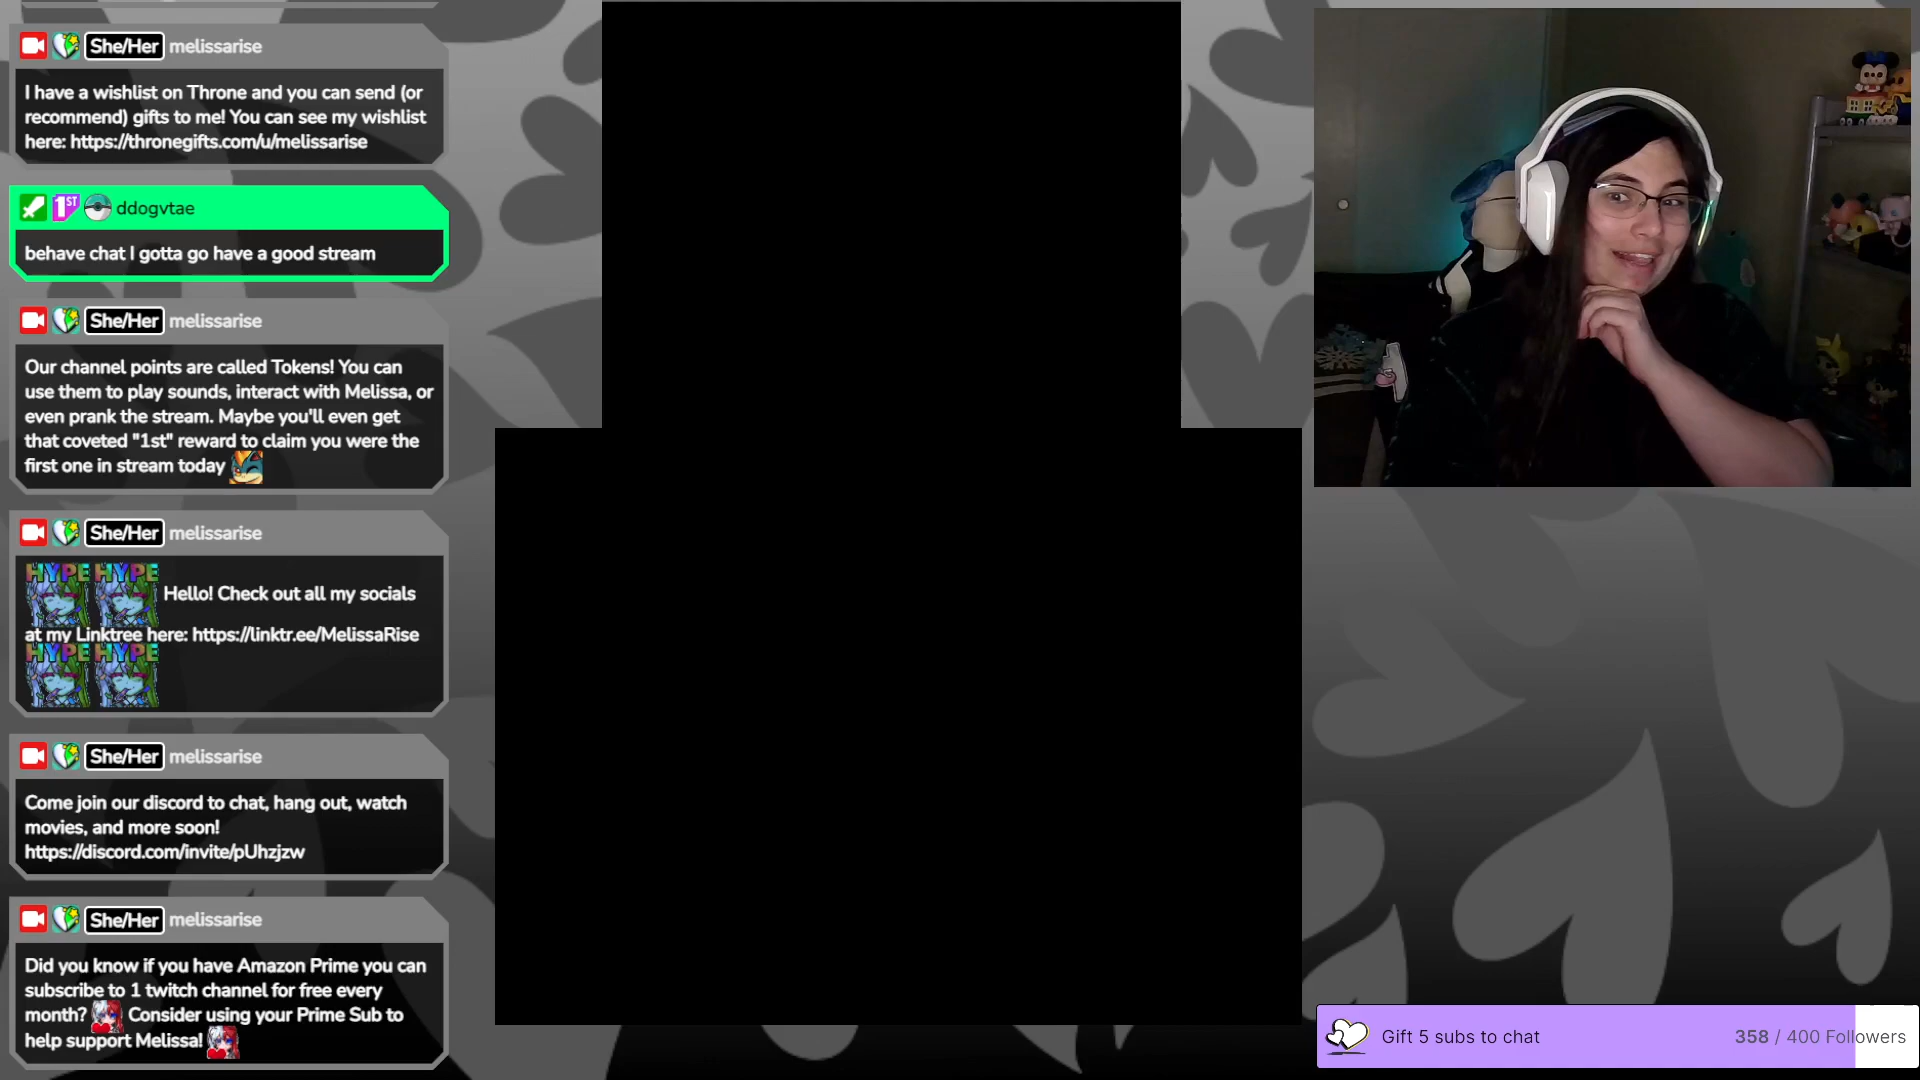 She/Her melissarise
I have a wishlist on Throne and you can send (or
recommend) gifts to me! You can see my wishlist
here: https://thronegifts.com/u/melissarise
1ST ddogvtae
behave chat I gotta go have a good stream
She/Her melissarise
Our channel points are called Tokens! You can
use them to play sounds, interact with Melissa, or
even prank the stream. Maybe you'll even get
that coveted "1st" reward to claim you were the
first one in stream today
She/Her melissarise
HYPE HYPE Hello! Check out all my socials
at my Linktree here: https://linktr.ee/MelissaRise
HYPE HYPE
She/Her melissarise
Come join our discord to chat, hang out, watch
movies, and more soon!
https://discord.com/invite/pUhzjzw
She/Her melissarise
Did you know if you have Amazon Prime you can
subscribe to 1 twitch channel for free every
month? Consider using your Prime Sub to
help support Melissa!
Gift 5 subs to chat 358 / 400 Followers